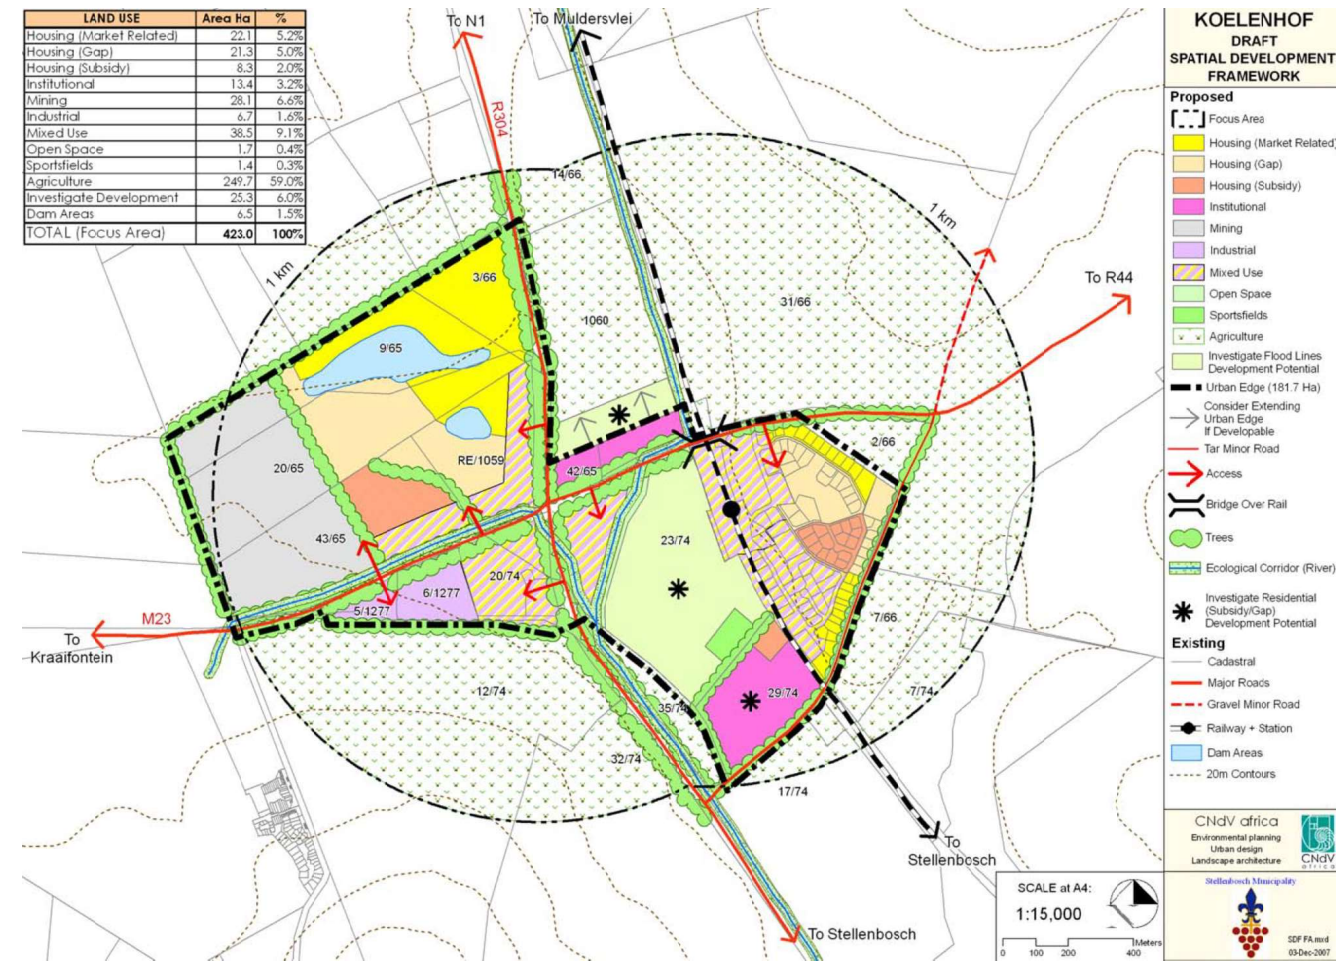 LAND USE Area Ha %
Housing (Market Related) 22.1 5.2%
Housing (Gap) 21.3 5.0%
Housing (Subsidy) 8.3 2.0%
Institutional 13.4 3.2%
Mining 28.1 6.6%
Industrial 6.7 1.6%
Mixed Use 38.5 9.1%
Open Space 1.7 0.4%
Sportsfields 1.4 0.3%
Agriculture 249.7 59.0%
Investigate Development 25.3 6.0%
Dam Areas 6.5 1.5%
TOTAL (Focus Area) 423.0 100%
To N1
To Muldersvlei
R304
14/66
1 km
1 km
3/66
31/66
To R44
1060
9/65
2/66
RE/1059
42/65
20/65
43/65
23/74
20/74
6/1277
5/1277
7/66
M23
To
Kraaifontein
12/74
29/74
7/74
35/74
32/74
17/74
To
Stellenbosch
To Stellenbosch
KOELENHOF
DRAFT
SPATIAL DEVELOPMENT
FRAMEWORK
Proposed
Focus Area
Housing (Market Related)
Housing (Gap)
Housing (Subsidy)
Institutional
Mining
Industrial
Mixed Use
Open Space
Sportsfields
Agriculture
Investigate Flood Lines
Development Potential
Urban Edge (181.7 Ha)
Consider Extending
Urban Edge
If Developable
Tar Minor Road
Access
Bridge Over Rail
Trees
Ecological Corridor (River)
Investigate Residential
(Subsidy/Gap)
Development Potential
Existing
Cadastral
Major Roads
Gravel Minor Road
Railway + Station
Dam Areas
20m Contours
CNdV africa
Environmental planning
Urban design
Landscape architecture
CNdV
africa
SCALE at A4:
1:15,000
0 100 200 400 Meters
Stellenbosch Municipality
SDF FA.mxd
03-Dec-2007